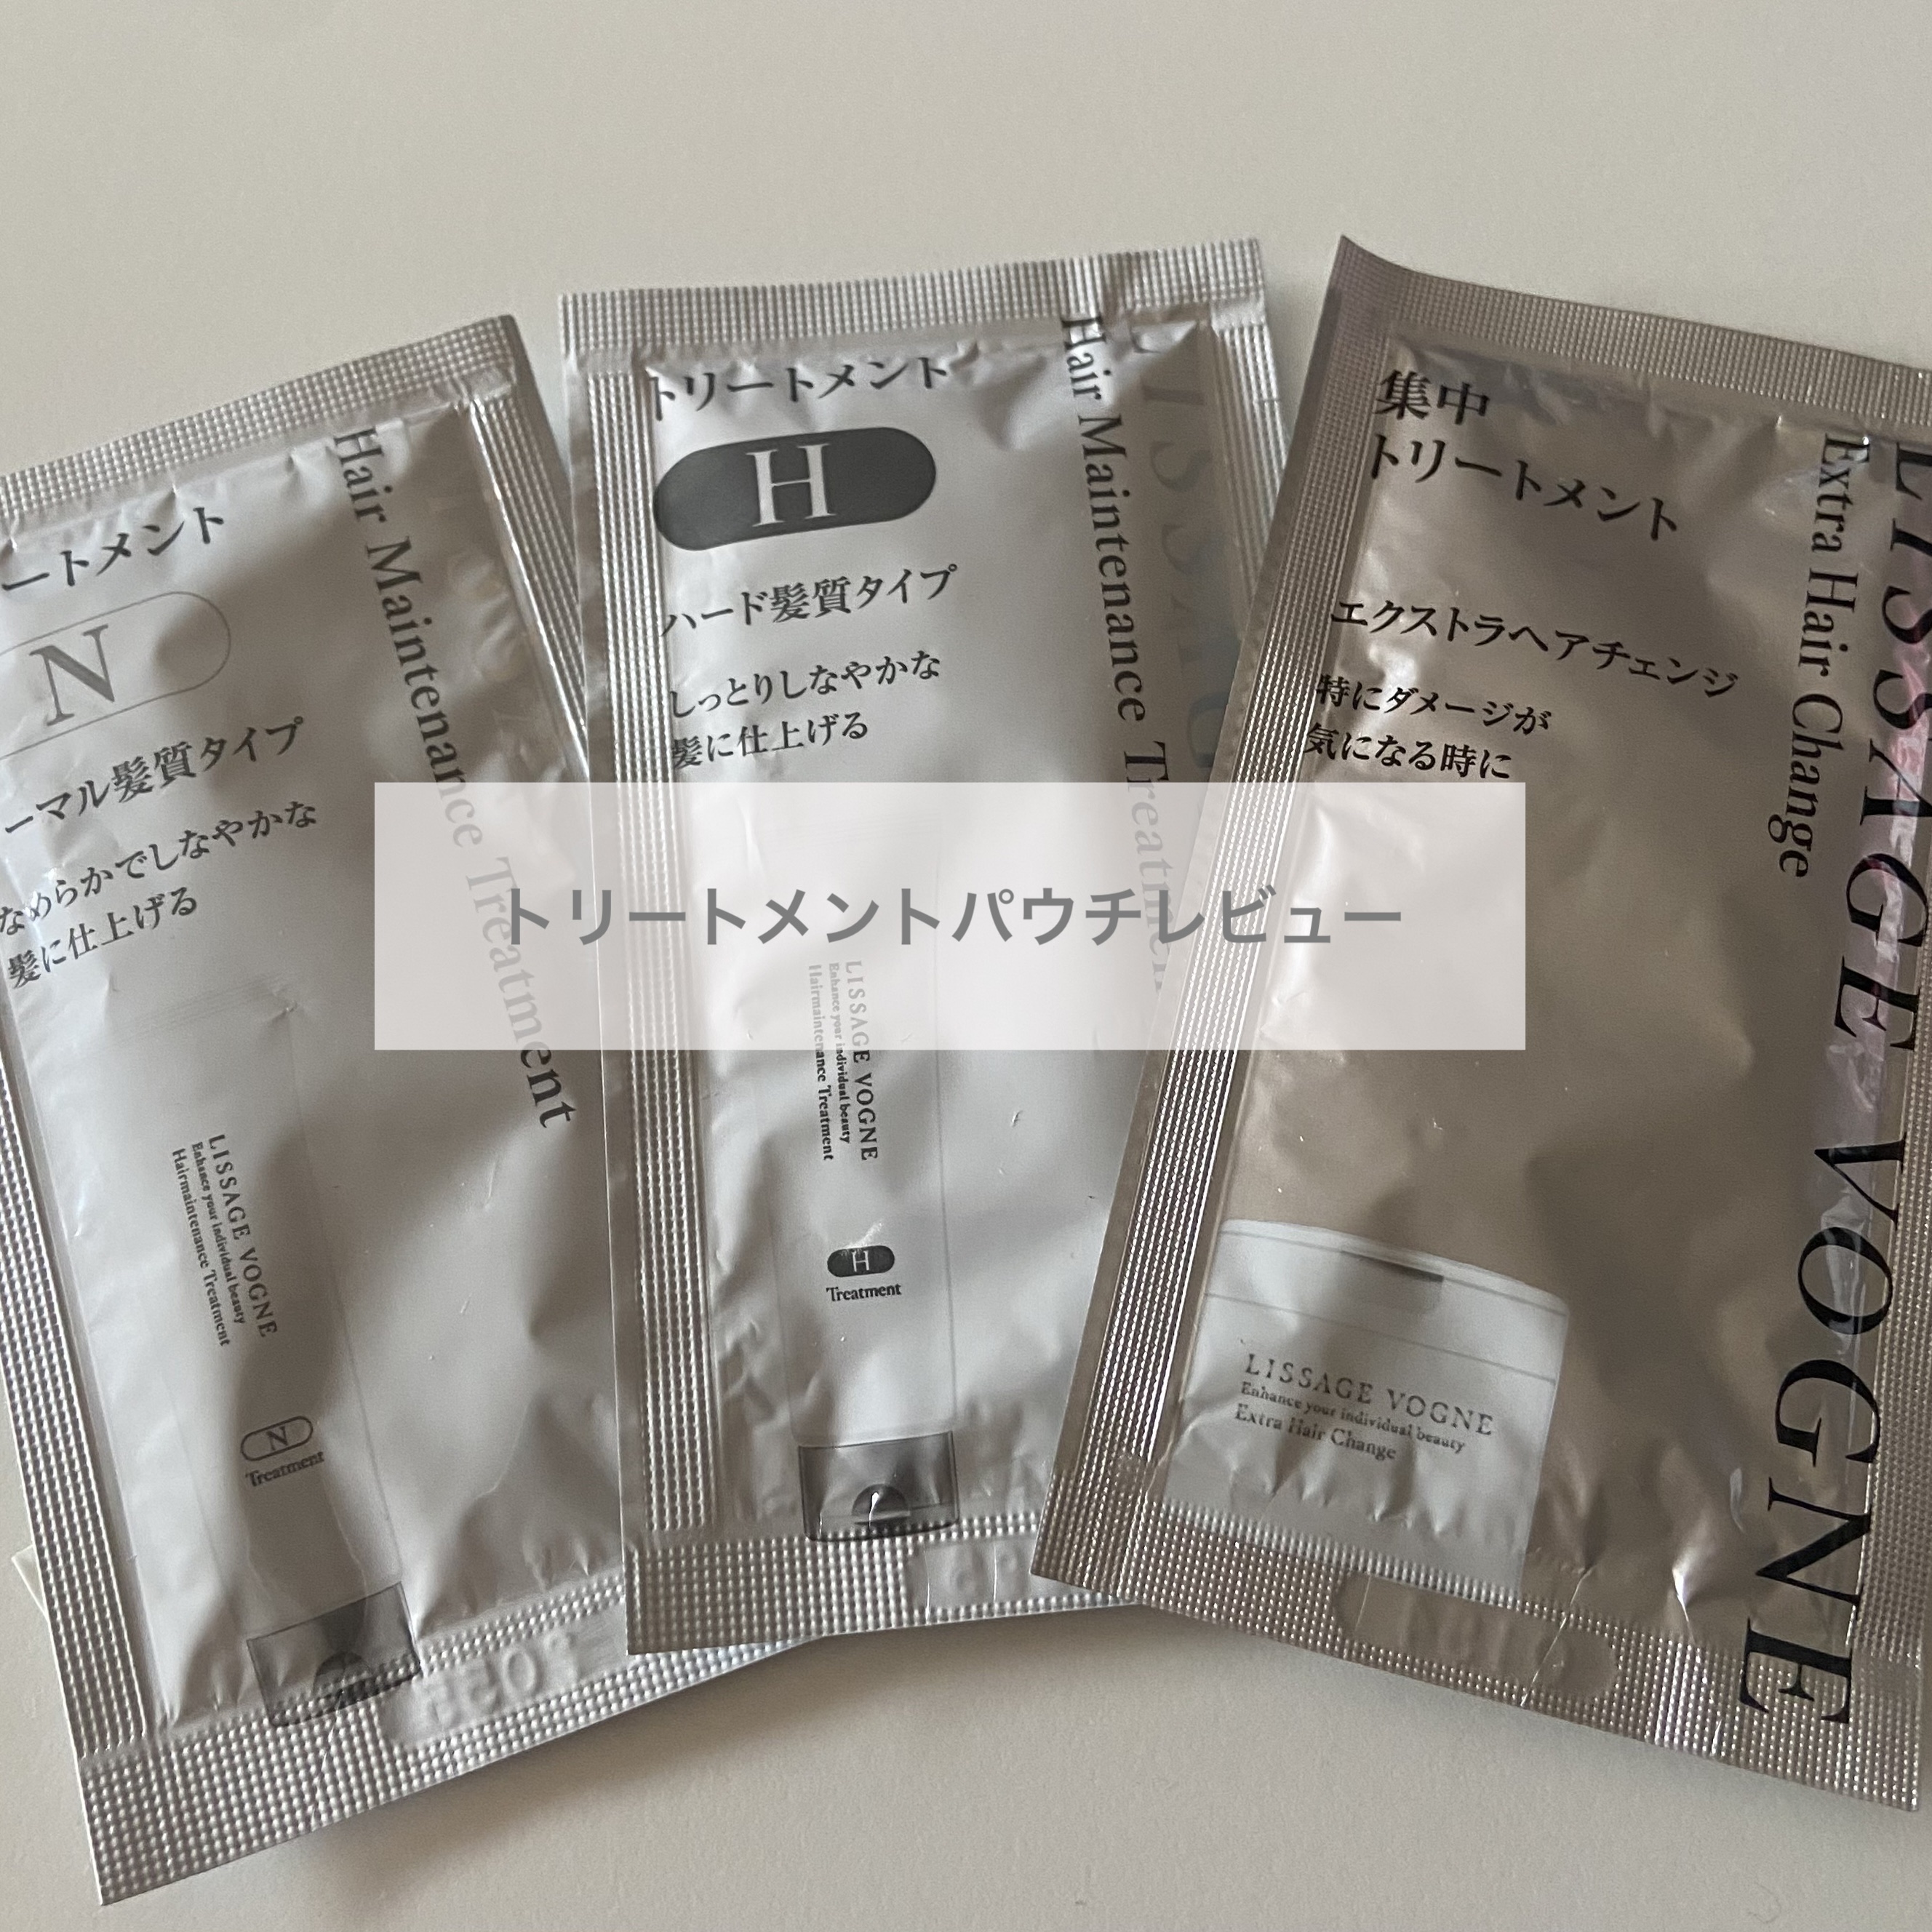 ートメント
N
ーマル髪質タイプ
なめらかでしなやかな
髪に仕上げる
Hair Maintenance Treatment
LISSAGE VOGNE
Enhance your individual beauty
Hairmaintenance Treatment
N
Treatment
トリートメント
H
ハード髪質タイプ
しっとりしなやかな
髪に仕上げる
Hair Maintenance Treatment
LISSAGE VOGNE
Enhance your individual beauty
Hairmaintenance Treatment
H
Treatment
集中
トリートメント
エクストラヘアチェンジ
特にダメージが
気になる時に
Extra Hair Change
LISSAGE VOGNE
LISSAGE VOGNE
Enhance your individual beauty
Extra Hair Change
トリートメントパウチレビュー